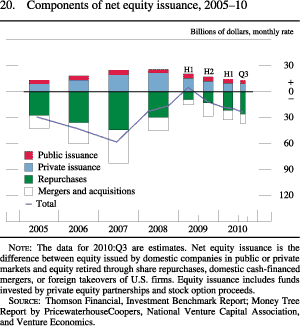 20. Components of net equity issuance, 2005–10
Billions of dollars, monthly rate
H1
H2
H1
Q3
30
+
0
–
30
60
90
120
Public issuance
Private issuance
Repurchases
Mergers and acquisitions
Total
2005
2006
2007
2008
2009
2010
NOTE: The data for 2010:Q3 are estimates. Net equity issuance is the
difference between equity issued by domestic companies in public or private
markets and equity retired through share repurchases, domestic cash-financed
mergers, or foreign takeovers of U.S. firms. Equity issuance includes funds
invested by private equity partnerships and stock option proceeds.
SOURCE: Thomson Financial, Investment Benchmark Report; Money Tree
Report by PricewaterhouseCoopers, National Venture Capital Association,
and Venture Economics.